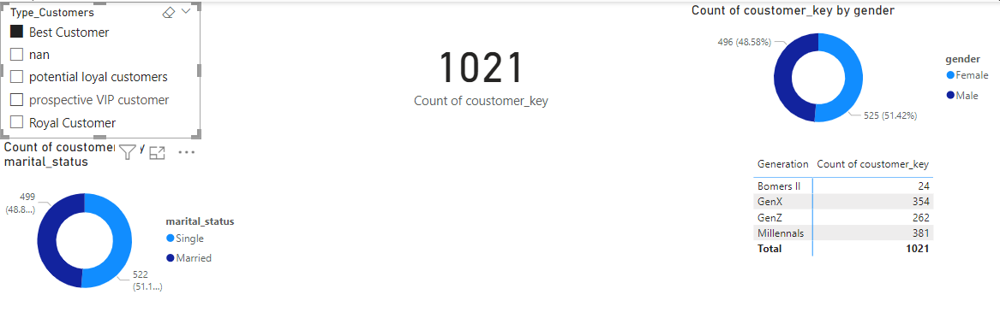 Type_Customers
Best Customer
nan
potential loyal customers
prospective VIP customer
Royal Customer
1021
Count of coustomer_key
Count of coustomer_key by gender
496 (48.58%)
525 (51.42%)
gender
Female
Male
Count of coustomer
marital_status
499
(48.8...)
522
(51.1...)
marital_status
Single
Married
Generation Count of coustomer_key
Bomers II 24
GenX 354
GenZ 262
Millennals 381
Total 1021